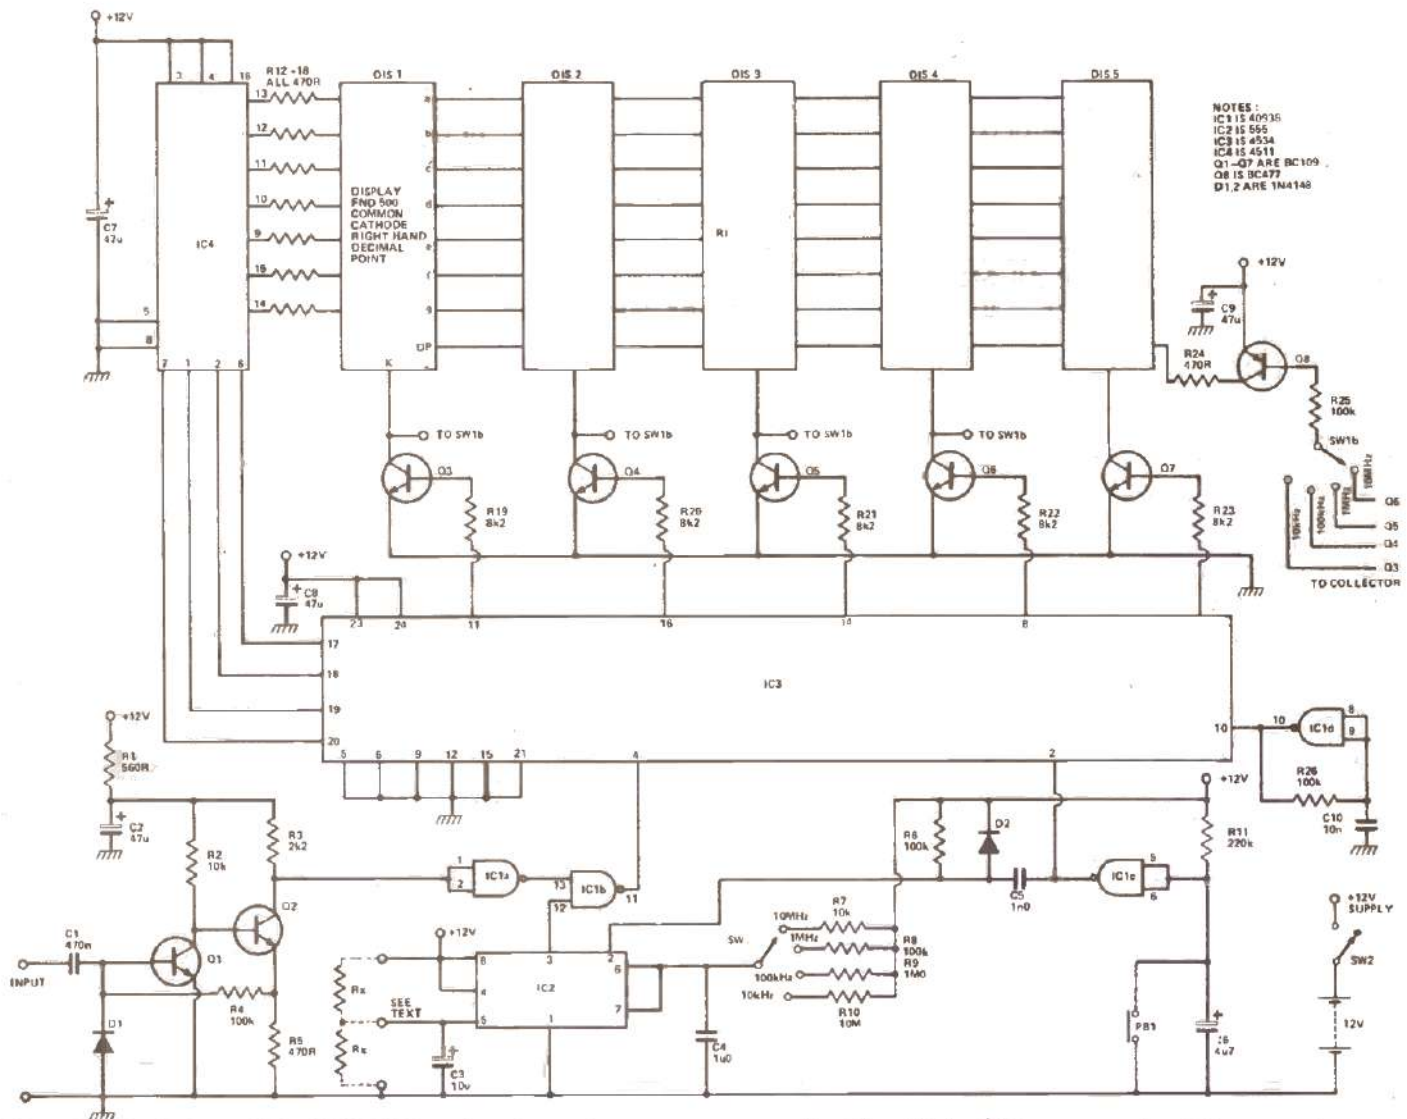 +12V
3
4
16
R12-18
ALL 470R
DIS 1
DIS 2
DIS 3
DIS 4
DIS 5
13
12
11
10
9
15
14
a
b
c
d
e
f
g
DP
NOTES :
IC1 IS 4093B
IC2 IS 555
IC3 IS 4534
IC4 IS 4511
Q1-Q7 ARE BC109
Q8 IS BC477
D1,2 ARE 1N4148
DISPLAY
FND 500
COMMON
CATHODE
RIGHT HAND
DECIMAL
POINT
C7
47u
IC4
R1
5
8
7
1
2
6
K
+12V
C9
47u
R24
470R
Q8
R25
100k
SW1b
10MHz
1MHz
100kHz
10kHz
Q6
Q5
Q4
Q3
TO COLLECTOR
TO SW1b
TO SW1b
TO SW1b
TO SW1b
Q3
Q4
Q5
Q6
Q7
R19
8k2
R20
8k2
R21
8k2
R22
8k2
R23
8k2
+12V
C8
47u
23
24
11
16
14
8
17
18
19
20
IC3
5
6
9
12
15
21
4
2
10
10
IC1d
8
9
R26
100k
C10
10n
+12V
R1
560R
C2
47u
R2
10k
R3
2k2
Q2
Q1
C1
470n
INPUT
R4
100k
D1
R5
470R
1
2
IC1a
13
12
IC1b
11
+12V
Rx
SEE
TEXT
Rx
C3
10u
8
4
5
3
2
6
7
1
IC2
C4
1u0
SW
10MHz
1MHz
100kHz
10kHz
R7
10k
R8
100k
R9
1M0
R10
10M
R6
100k
D2
C5
1n0
IC1c
5
6
+12V
R11
220k
PB1
C6
4u7
+12V
SUPPLY
SW2
12V